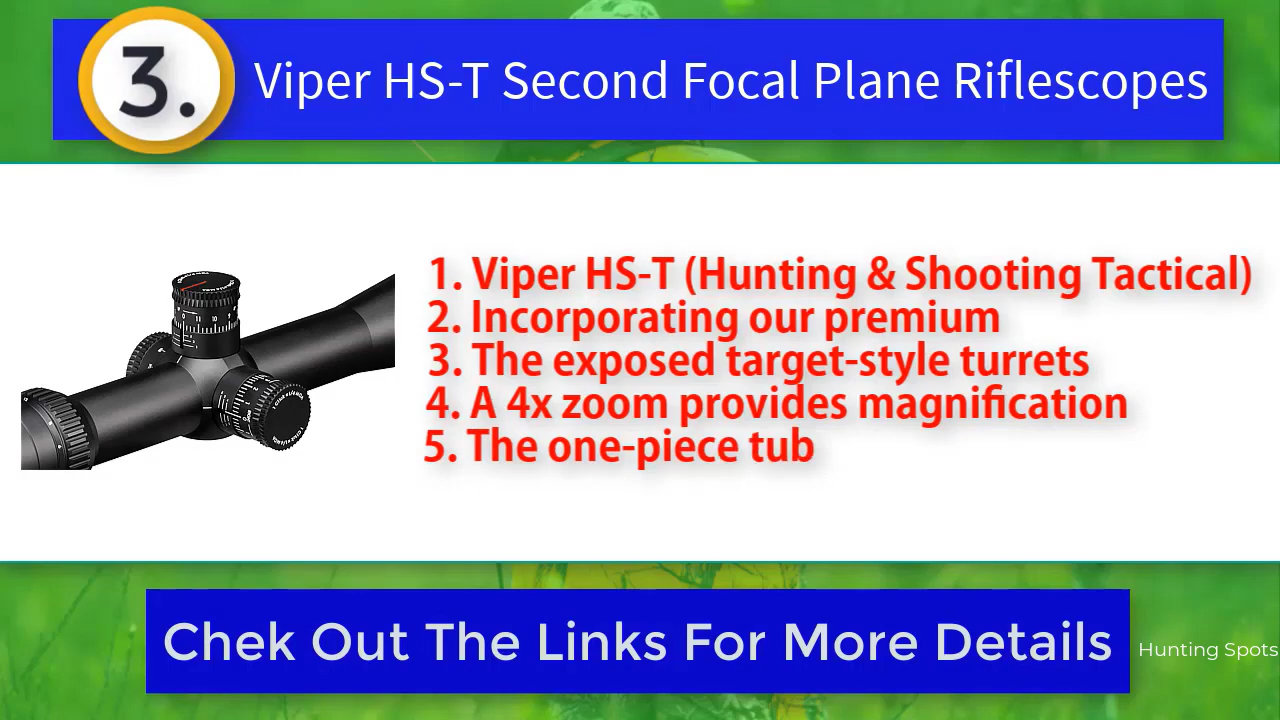 3. Viper HS-T Second Focal Plane Riflescopes
1. Viper HS-T (Hunting & Shooting Tactical)
2. Incorporating our premium
3. The exposed target-style turrets
4. A 4x zoom provides magnification
5. The one-piece tub
Chek Out The Links For More Details
Hunting Spots